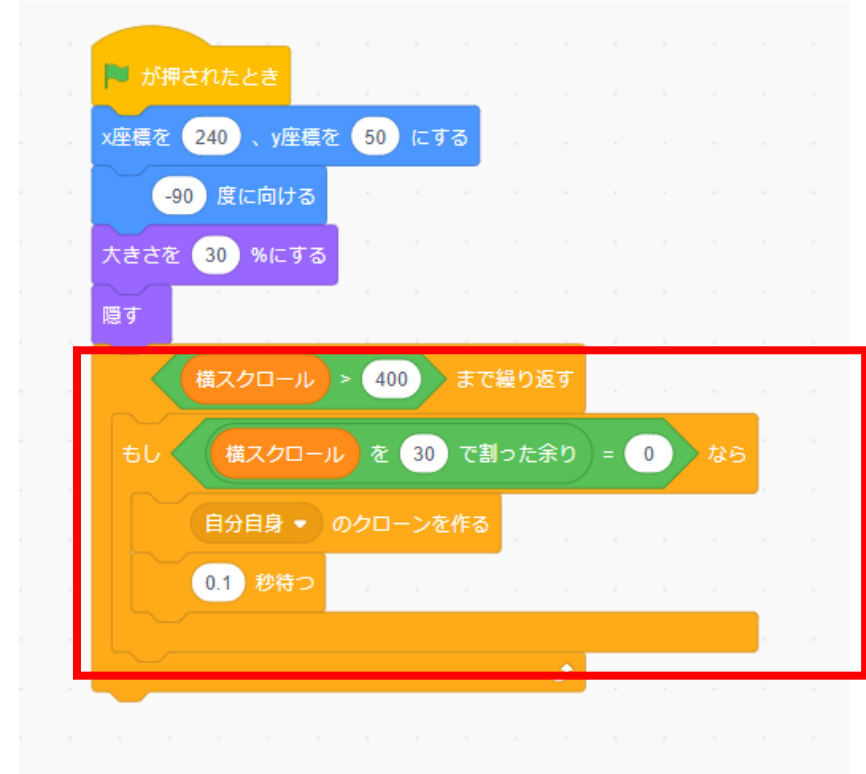 が押されたとき
x座標を 240 、y座標を 50 にする
-90 度に向ける
大きさを 30 %にする
隠す
横スクロール > 400 まで繰り返す
もし 横スクロール を 30 で割った余り = 0 なら
自分自身 のクローンを作る
0.1 秒待つ